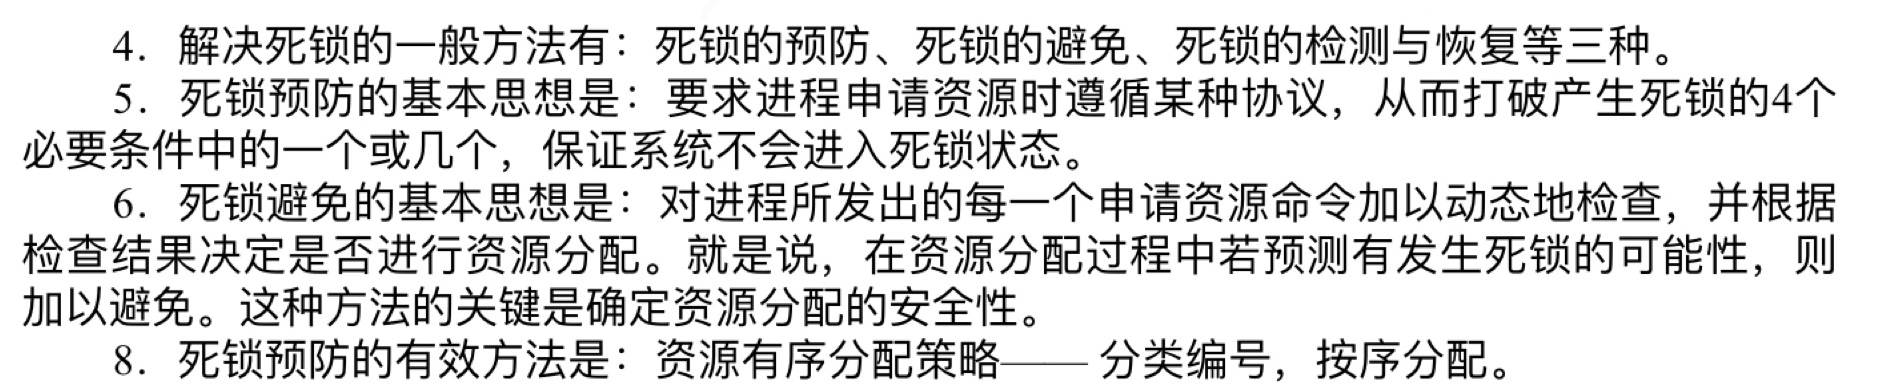 4．解决死锁的一般方法有：死锁的预防、死锁的避免、死锁的检测与恢复等三种。
5．死锁预防的基本思想是：要求进程申请资源时遵循某种协议，从而打破产生死锁的4个
必要条件中的一个或几个，保证系统不会进入死锁状态。
6．死锁避免的基本思想是：对进程所发出的每一个申请资源命令加以动态地检查，并根据
检查结果决定是否进行资源分配。就是说，在资源分配过程中若预测有发生死锁的可能性，则
加以避免。这种方法的关键是确定资源分配的安全性。
8．死锁预防的有效方法是：资源有序分配策略—— 分类编号，按序分配。